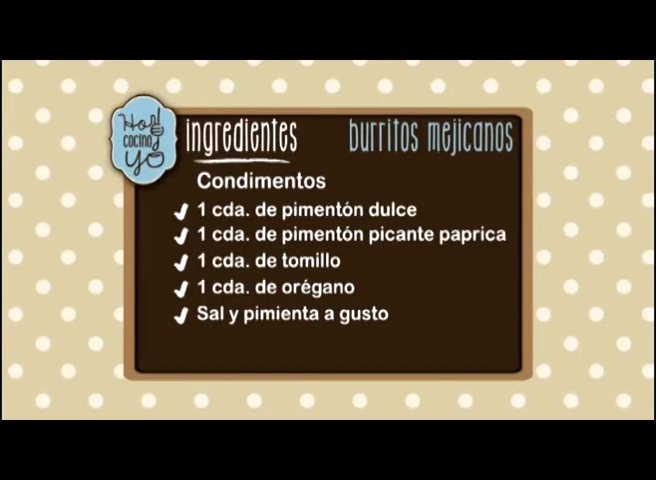 Hoy
cocino
yo
ingredientes
burritos mejicanos
Condimentos
1 cda. de pimentón dulce
1 cda. de pimentón picante paprica
1 cda. de tomillo
1 cda. de orégano
Sal y pimienta a gusto